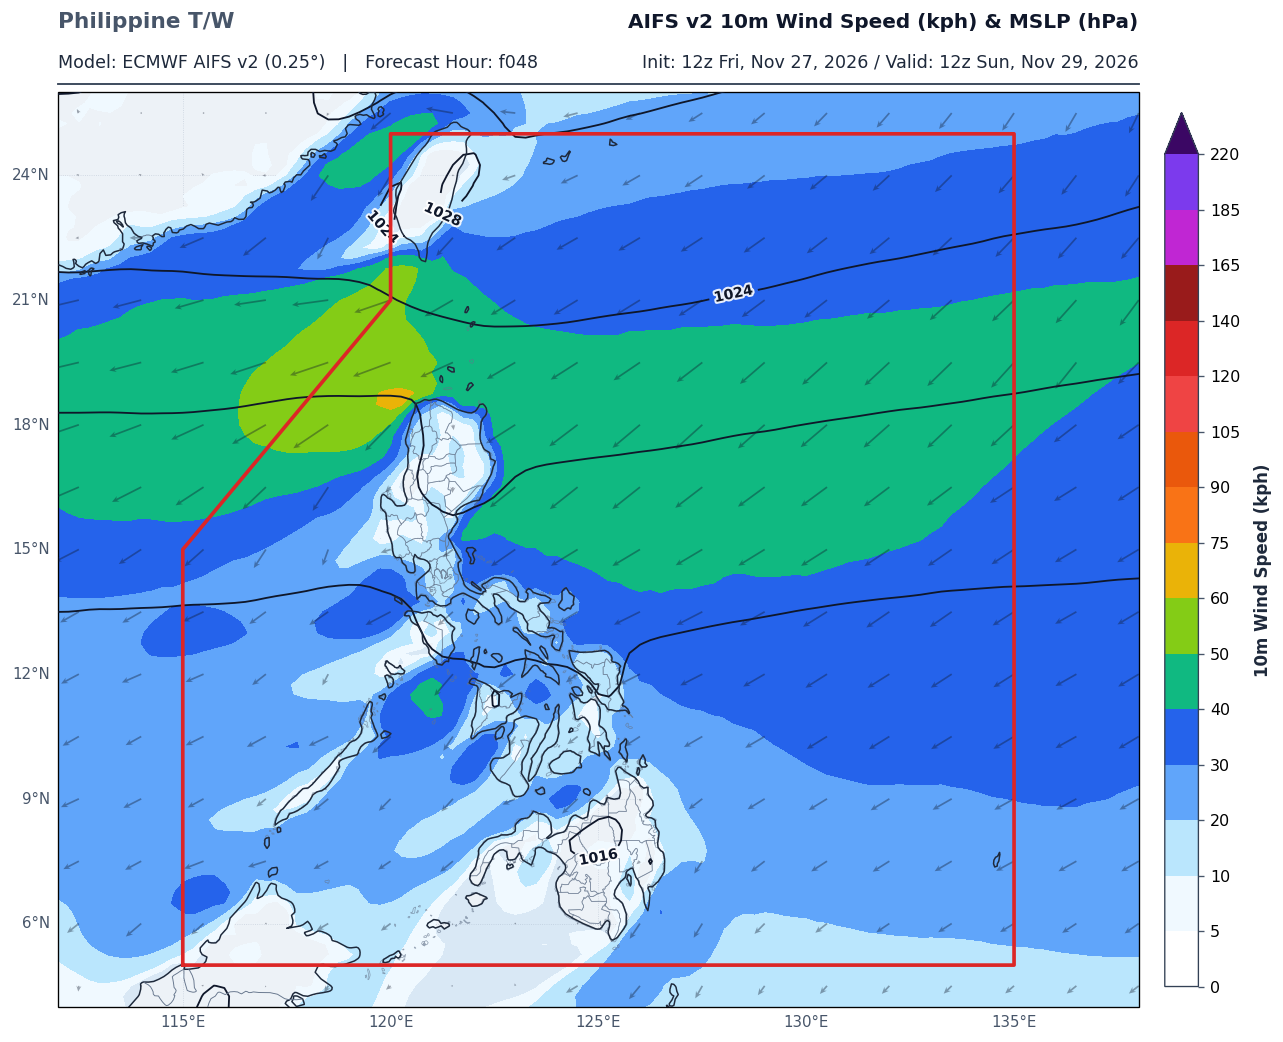 Philippine T/W
AIFS v2 10m Wind Speed (kph) & MSLP (hPa)
Model: ECMWF AIFS v2 (0.25°) | Forecast Hour: f048
Init: 12z Fri, Nov 27, 2026 / Valid: 12z Sun, Nov 29, 2026
24°N
21°N
18°N
15°N
12°N
9°N
6°N
1024
1028
1024
1016
115°E
120°E
125°E
130°E
135°E
220
185
165
140
120
105
90
75
60
50
40
30
20
10
5
0
10m Wind Speed (kph)